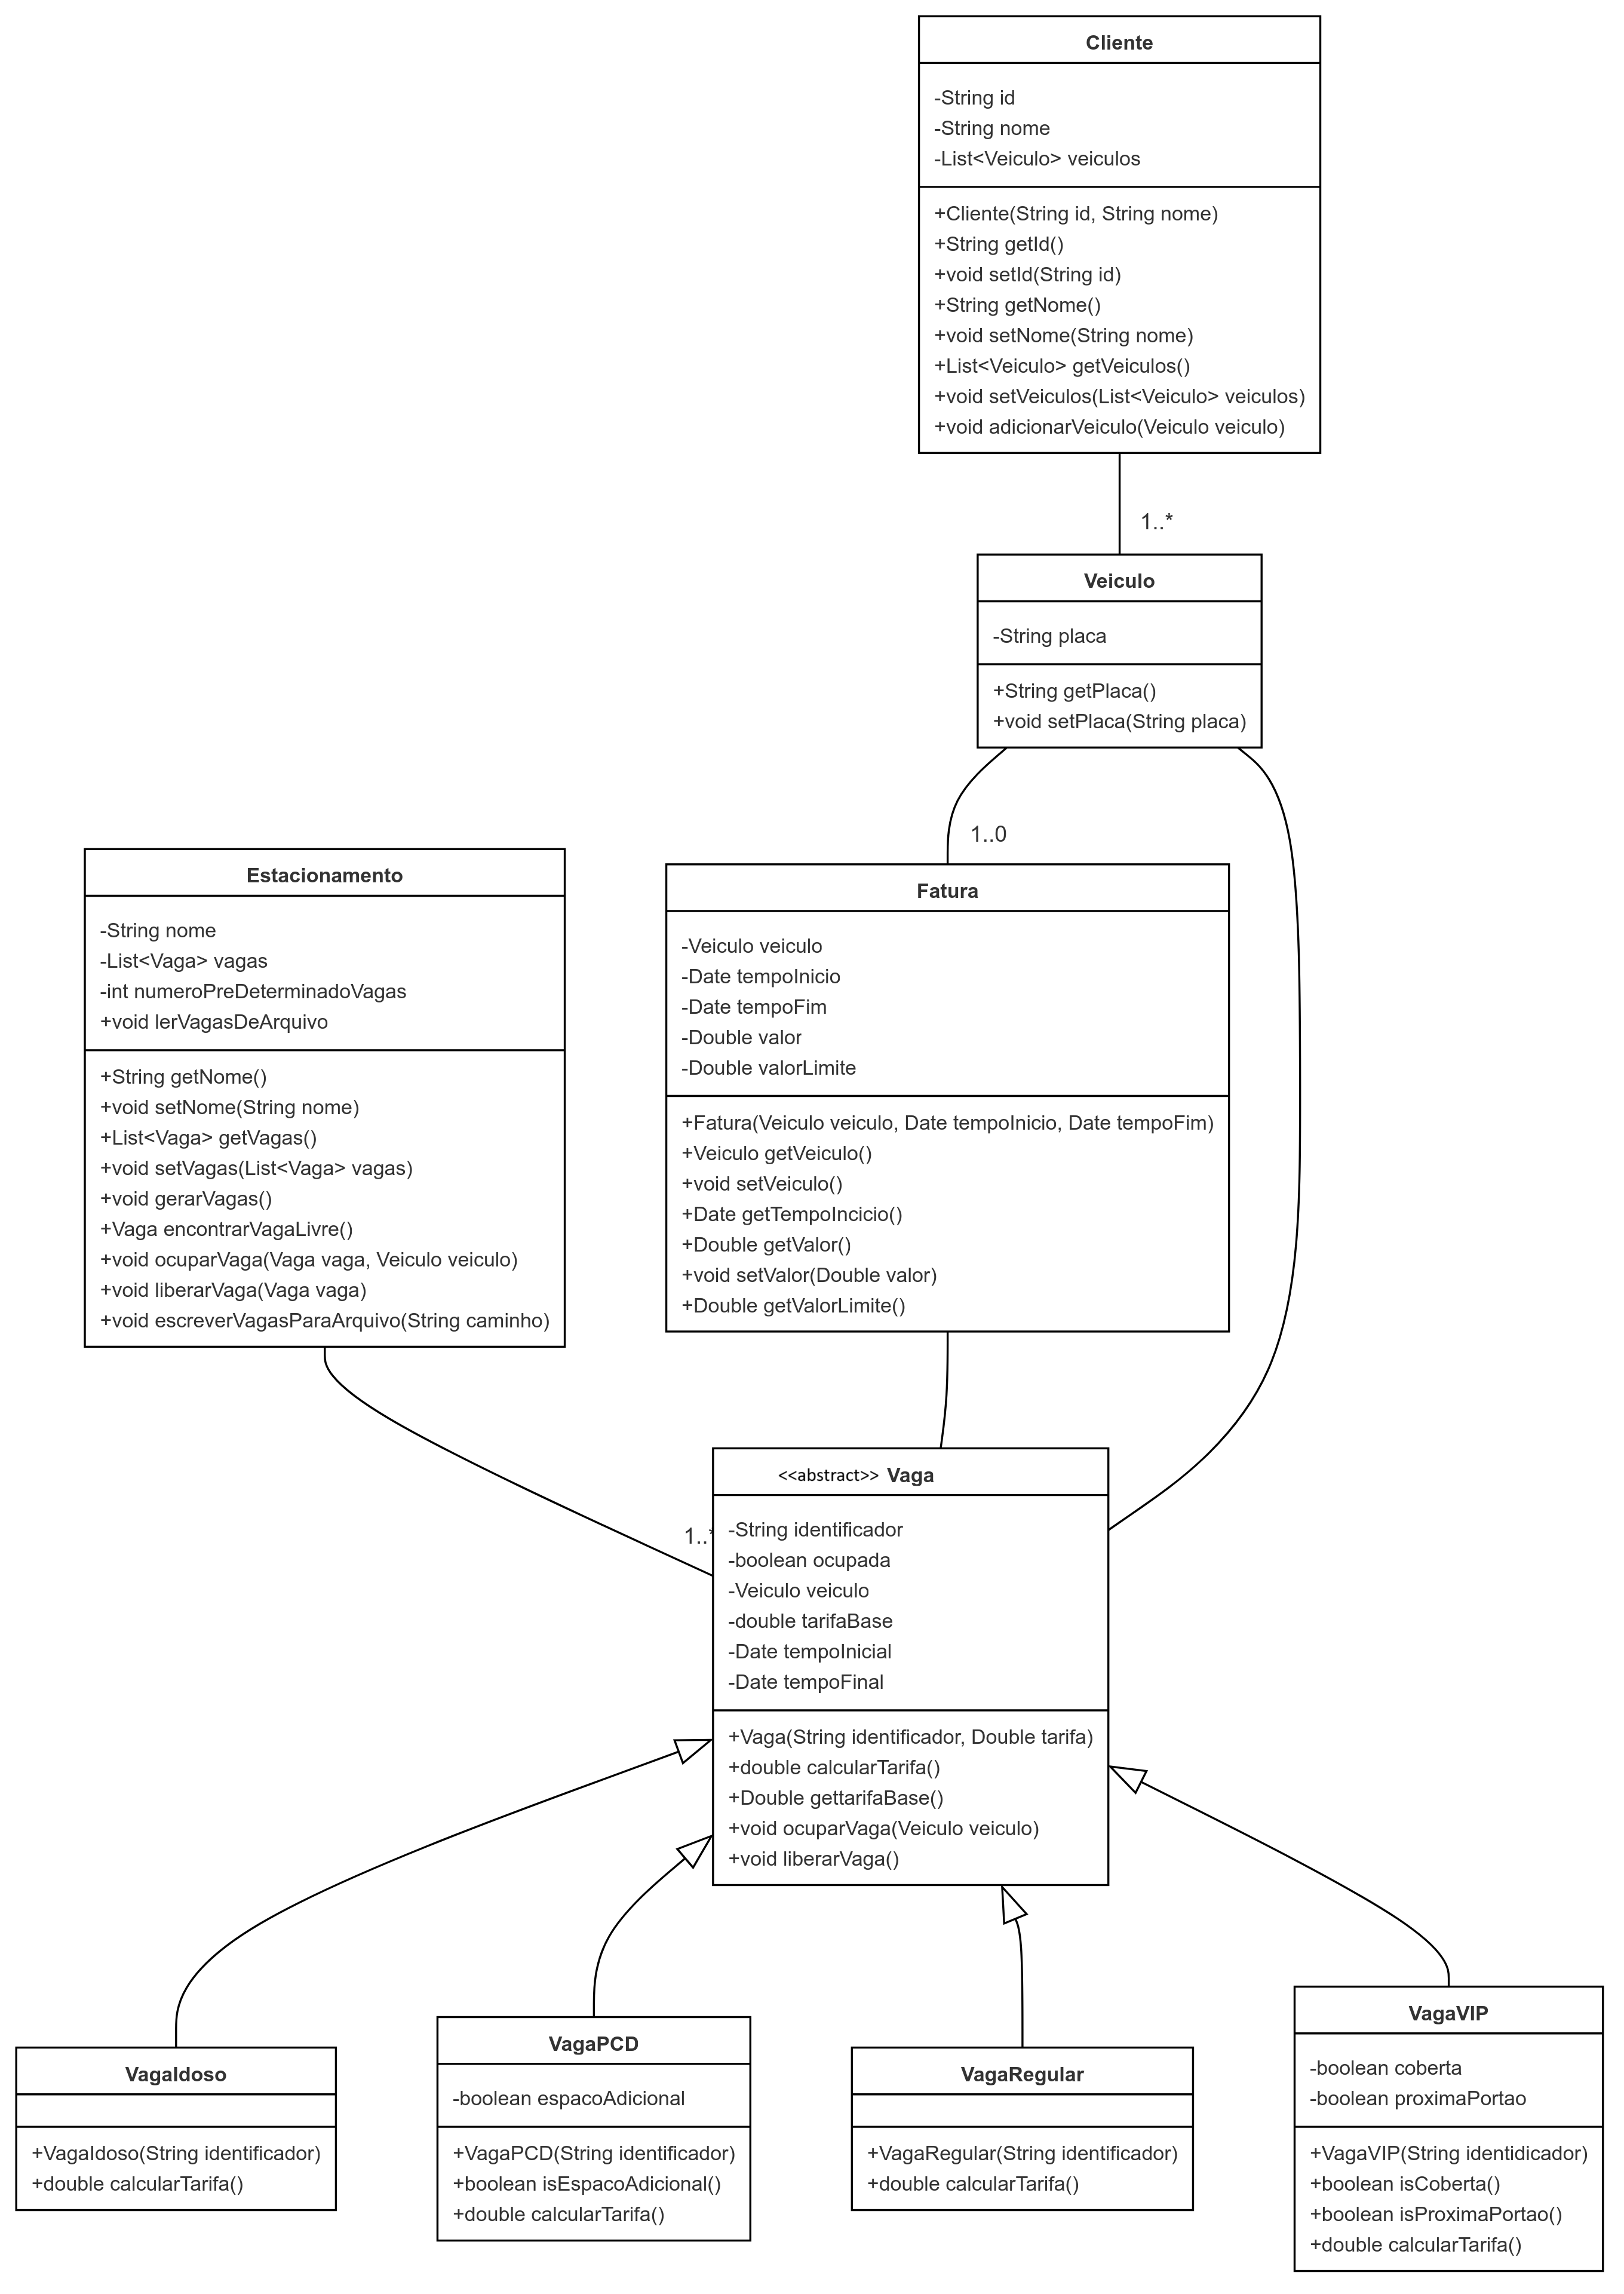 Cliente
-String id
-String nome
-List<Veiculo> veiculos
+Cliente(String id, String nome)
+String getId()
+void setId(String id)
+String getNome()
+void setNome(String nome)
+List<Veiculo> getVeiculos()
+void setVeiculos(List<Veiculo> veiculos)
+void adicionarVeiculo(Veiculo veiculo)
1..*
Veiculo
-String placa
+String getPlaca()
+void setPlaca(String placa)
1..0
Estacionamento
-String nome
-List<Vaga> vagas
-int numeroPreDeterminadoVagas
+void lerVagasDeArquivo
+String getNome()
+void setNome(String nome)
+List<Vaga> getVagas()
+void setVagas(List<Vaga> vagas)
+void gerarVagas()
+Vaga encontrarVagaLivre()
+void ocuparVaga(Vaga vaga, Veiculo veiculo)
+void liberarVaga(Vaga vaga)
+void escreverVagasParaArquivo(String caminho)
Fatura
-Veiculo veiculo
-Date tempoInicio
-Date tempoFim
-Double valor
-Double valorLimite
+Fatura(Veiculo veiculo, Date tempoInicio, Date tempoFim)
+Veiculo getVeiculo()
+void setVeiculo()
+Date getTempoIncicio()
+Double getValor()
+void setValor(Double valor)
+Double getValorLimite()
1..*
<<abstract>> Vaga
-String identificador
-boolean ocupada
-Veiculo veiculo
-double tarifaBase
-Date tempoInicial
-Date tempoFinal
+Vaga(String identificador, Double tarifa)
+double calcularTarifa()
+Double gettarifaBase()
+void ocuparVaga(Veiculo veiculo)
+void liberarVaga()
VagaIdoso
+VagaIdoso(String identificador)
+double calcularTarifa()
VagaPCD
-boolean espacoAdicional
+VagaPCD(String identificador)
+boolean isEspacoAdicional()
+double calcularTarifa()
VagaRegular
+VagaRegular(String identificador)
+double calcularTarifa()
VagaVIP
-boolean coberta
-boolean proximaPortao
+VagaVIP(String identidicador)
+boolean isCoberta()
+boolean isProximaPortao()
+double calcularTarifa()